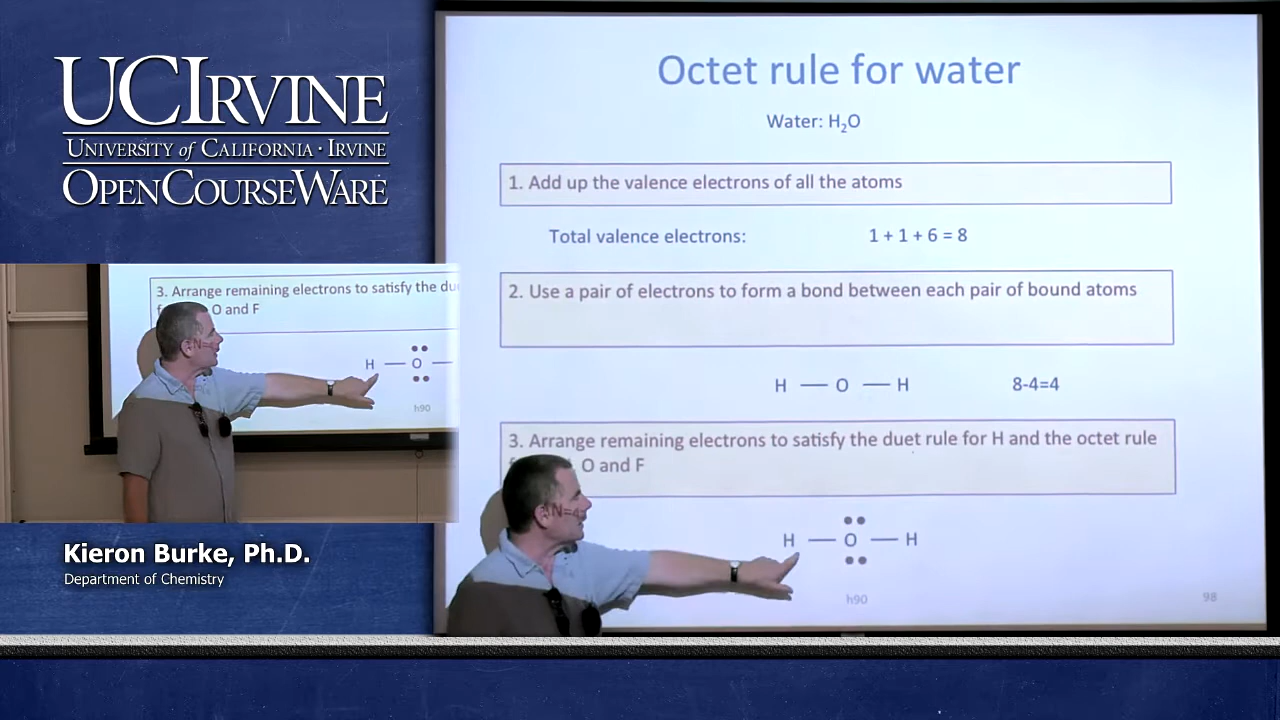 UCIRVINE
UNIVERSITY of CALIFORNIA · IRVINE
OPENCOURSEWARE
3. Arrange remaining electrons to satisfy the du
O and F
H — O —
h90
Kieron Burke, Ph.D.
Department of Chemistry
Octet rule for water
Water: H₂O
1. Add up the valence electrons of all the atoms
Total valence electrons: 1 + 1 + 6 = 8
2. Use a pair of electrons to form a bond between each pair of bound atoms
H — O — H 8-4=4
3. Arrange remaining electrons to satisfy the duet rule for H and the octet rule
O and F
H — O — H
h90
98